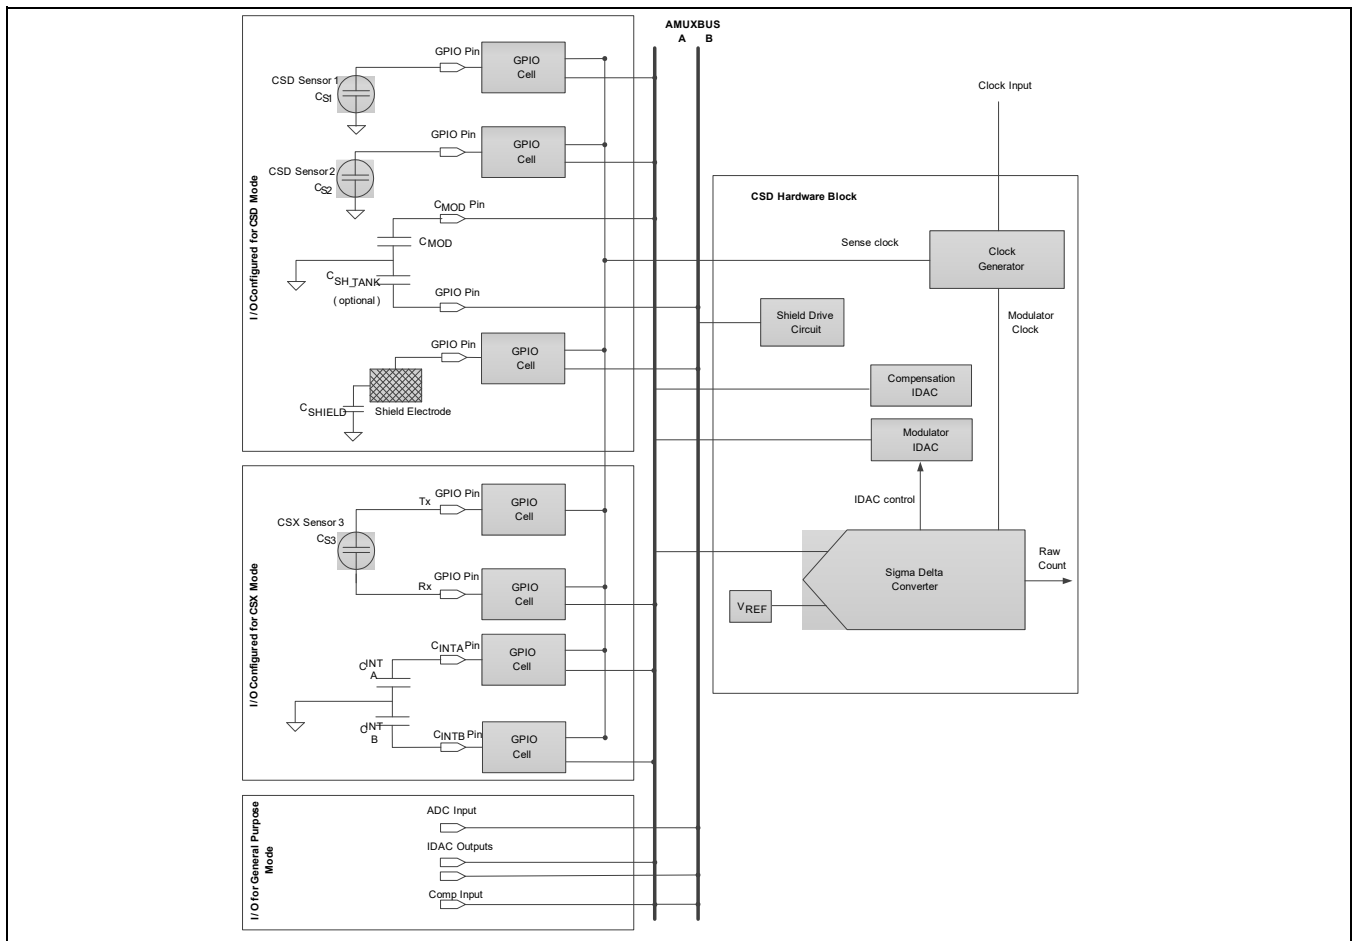 AMUXBUS
A B
I/O Configured for CSD Mode
GPIO Pin
GPIO
Cell
CSD Sensor 1
CS1
GPIO Pin
GPIO
Cell
CSD Sensor 2
CS2
CMOD Pin
CMOD
CSH_TANK
( optional )
GPIO Pin
GPIO Pin
GPIO
Cell
CSHIELD
Shield Electrode
I/O Configured for CSX Mode
GPIO Pin
Tx
GPIO
Cell
CSX Sensor 3
CS3
GPIO Pin
Rx
GPIO
Cell
CINTA Pin
GPIO
Cell
CINT
A
CINT
B
CINTB Pin
GPIO
Cell
I/O for General Purpose
Mode
ADC Input
IDAC Outputs
Comp Input
Clock Input
CSD Hardware Block
Sense clock
Clock
Generator
Shield Drive
Circuit
Modulator
Clock
Compensation
IDAC
Modulator
IDAC
IDAC control
Sigma Delta
Converter
VREF
Raw
Count